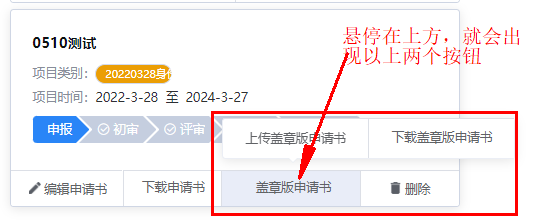 0510测试
悬停在上方，就会出
现以上两个按钮
项目类别： 20220328身
项目时间：2022-3-28 至 2024-3-27
申报 初审 评审
上传盖章版申请书 下载盖章版申请书
编辑申请书 下载申请书 盖章版申请书 删除